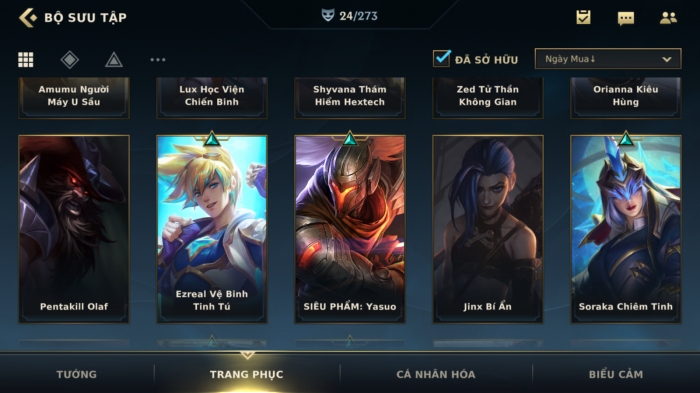 BỘ SƯU TẬP
24/273
ĐÃ SỞ HỮU
Ngày Mua↓
Amumu Người
Máy U Sầu
Lux Học Viện
Chiến Binh
Shyvana Thám
Hiểm Hextech
Zed Tử Thần
Không Gian
Orianna Kiêu
Hùng
Pentakill Olaf
Ezreal Vệ Binh
Tinh Tú
SIÊU PHẨM: Yasuo
Jinx Bí Ẩn
Soraka Chiêm Tinh
TƯỚNG
TRANG PHỤC
CÁ NHÂN HÓA
BIỂU CẢM